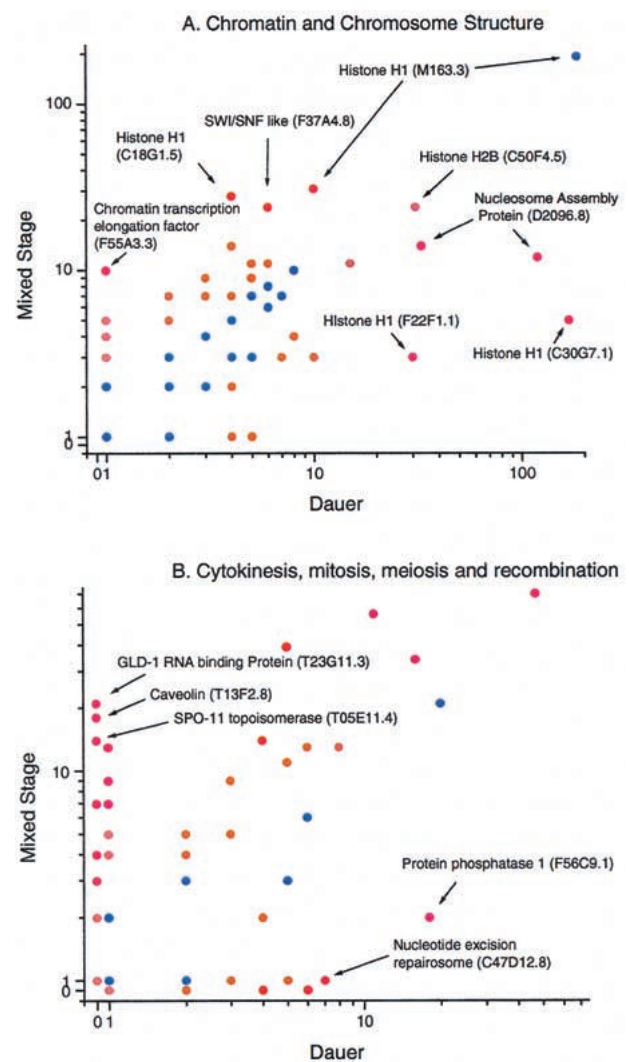 A. Chromatin and Chromosome Structure
Histone H1 (M163.3)
100
SWI/SNF like (F37A4.8)
Histone H1
(C18G1.5)
Histone H2B (C50F4.5)
Nucleosome Assembly
Protein (D2096.8)
Chromatin transcription
elongation factor
(F55A3.3)
10
Mixed Stage
HIstone H1 (F22F1.1)
Histone H1 (C30G7.1)
1
0
0 1
10
100
Dauer
B. Cytokinesis, mitosis, meiosis and recombination
GLD-1 RNA binding Protein (T23G11.3)
Caveolin (T13F2.8)
SPO-11 topoisomerase (T05E11.4)
10
Mixed Stage
Protein phosphatase 1 (F56C9.1)
Nucleotide excision
repairosome (C47D12.8)
1
0
0 1
10
Dauer